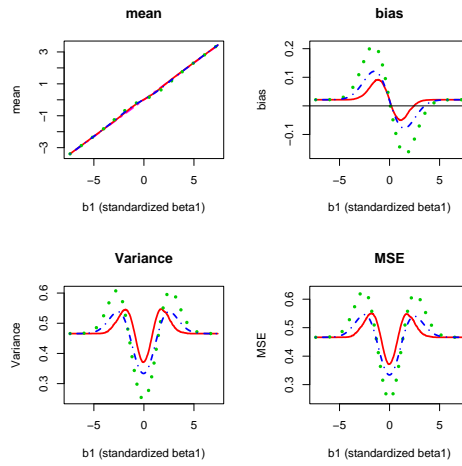 mean
3
1
−1
−3
mean
−5 0 5
b1 (standardized beta1)
bias
0.2
0.1
−0.1
bias
−5 0 5
b1 (standardized beta1)
Variance
0.6
0.5
0.4
0.3
Variance
−5 0 5
b1 (standardized beta1)
MSE
0.6
0.5
0.4
0.3
MSE
−5 0 5
b1 (standardized beta1)